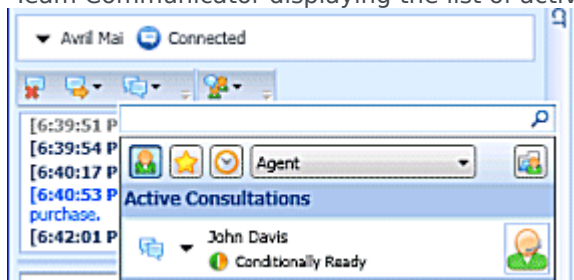 Team Communicator displaying the list of activ
Avril Mai Connected
[6:39:51 P
[6:39:54 P
[6:40:17 P
[6:40:53 P
purchase.
[6:42:01 P
Agent
Active Consultations
John Davis
Conditionally Ready